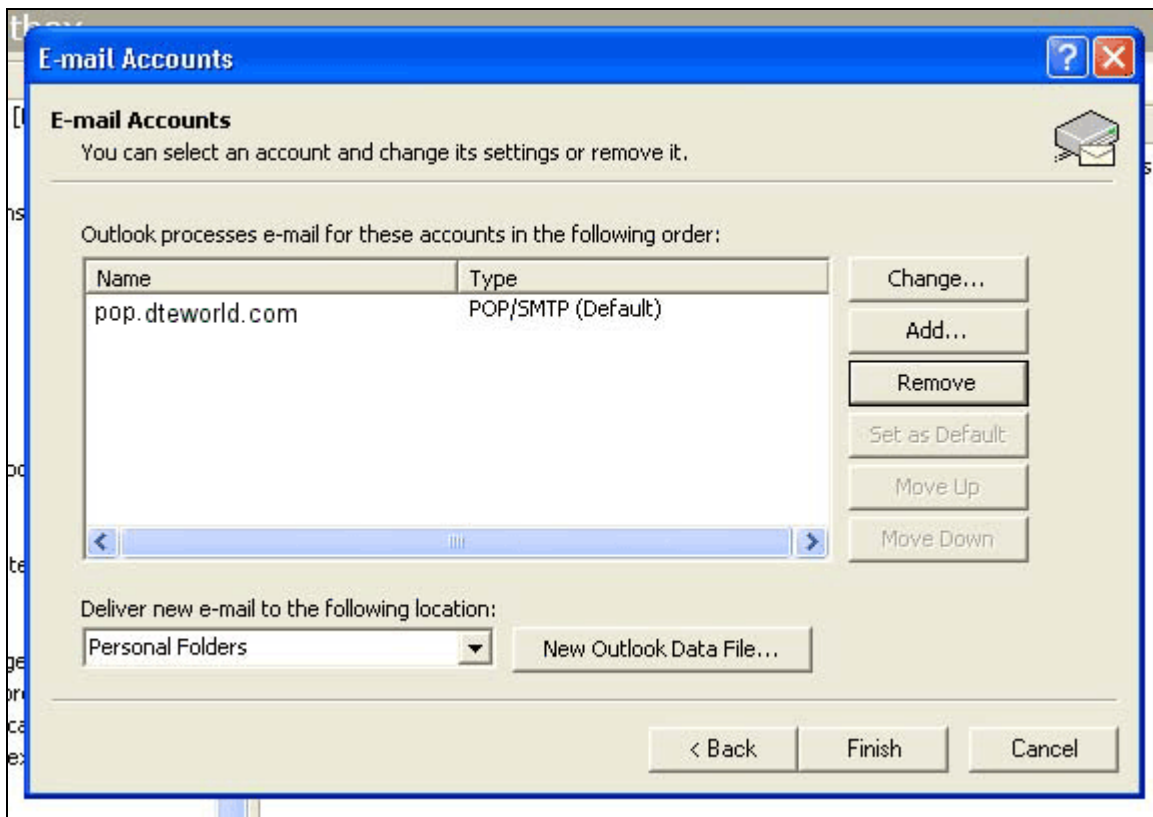 E-mail Accounts
E-mail Accounts
You can select an account and change its settings or remove it.
Outlook processes e-mail for these accounts in the following order:
Name Type
pop.dteworld.com POP/SMTP (Default)
Change...
Add...
Remove
Set as Default
Move Up
Move Down
Deliver new e-mail to the following location:
Personal Folders
New Outlook Data File...
< Back Finish Cancel